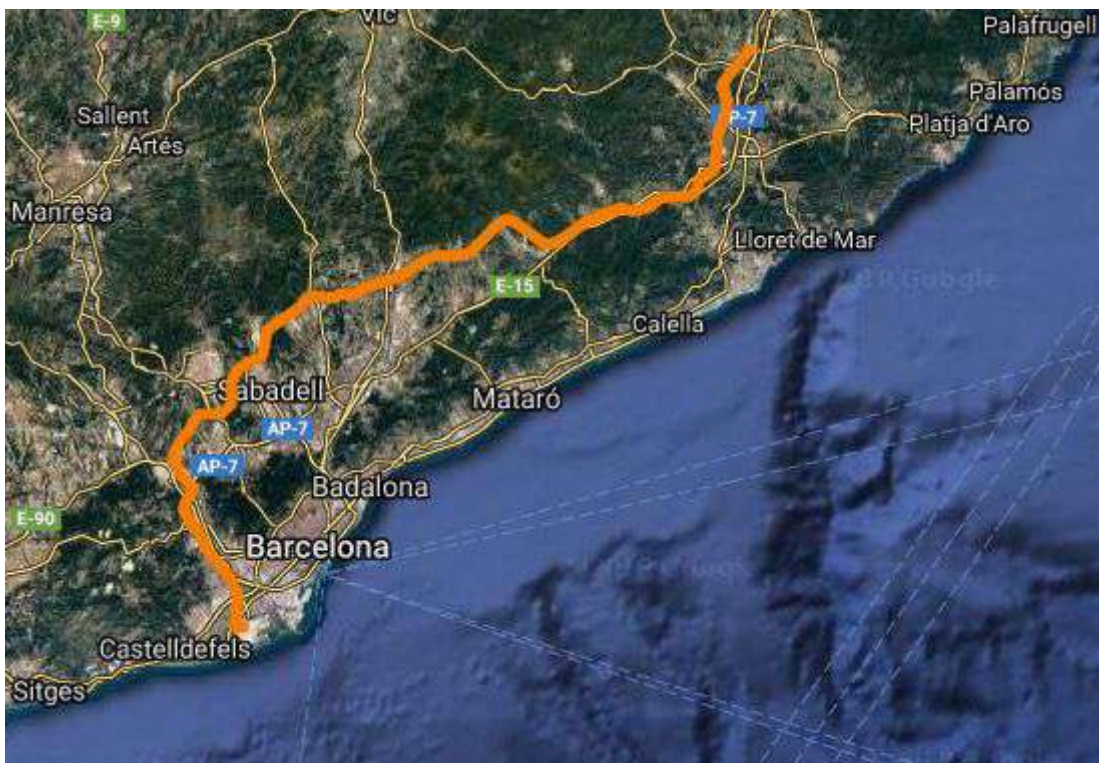 E-9
Vic
Palafrugell
Sallent
Artés
AP-7
Palamós
Platja d'Aro
Manresa
Lloret de Mar
E-15
Calella
Sabadell
Mataró
AP-7
AP-7
Badalona
E-90
Barcelona
Castelldefels
Sitges